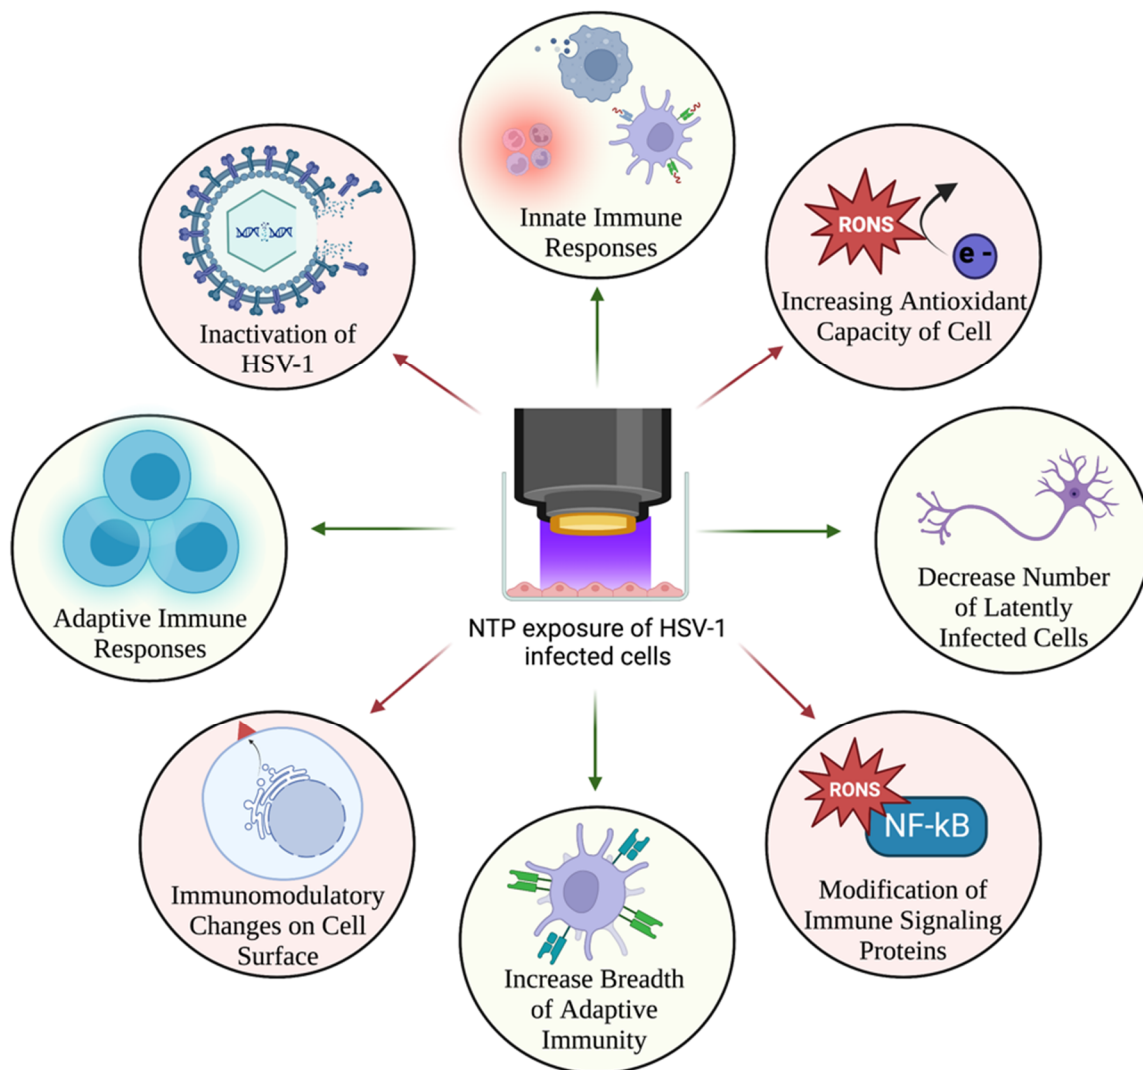 Innate Immune
Responses
Inactivation of
HSV-1
RONS
e -
Increasing Antioxidant
Capacity of Cell
Adaptive Immune
Responses
NTP exposure of HSV-1
infected cells
Decrease Number
of Latently
Infected Cells
Immunomodulatory
Changes on Cell
Surface
Increase Breadth
of Adaptive
Immunity
RONS
NF-kB
Modification of
Immune Signaling
Proteins